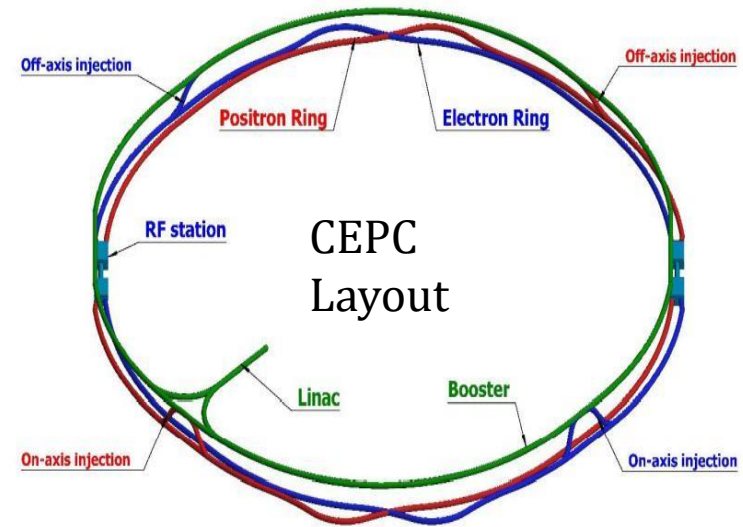 Off-axis injection
Off-axis injection
Positron Ring
Electron Ring
RF station
CEPC
Layout
Linac
Booster
On-axis injection
On-axis injection